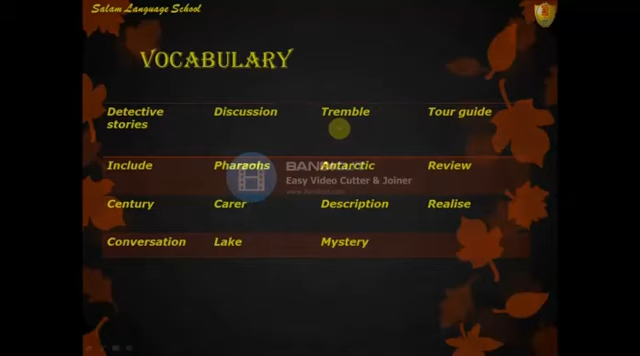 Salam Language School
VOCABULARY
Detective stories Discussion Tremble Tour guide
Include Pharaohs Antarctic Review
Easy Video Cutter & Joiner
Century Carer Description Realise
Conversation Lake Mystery